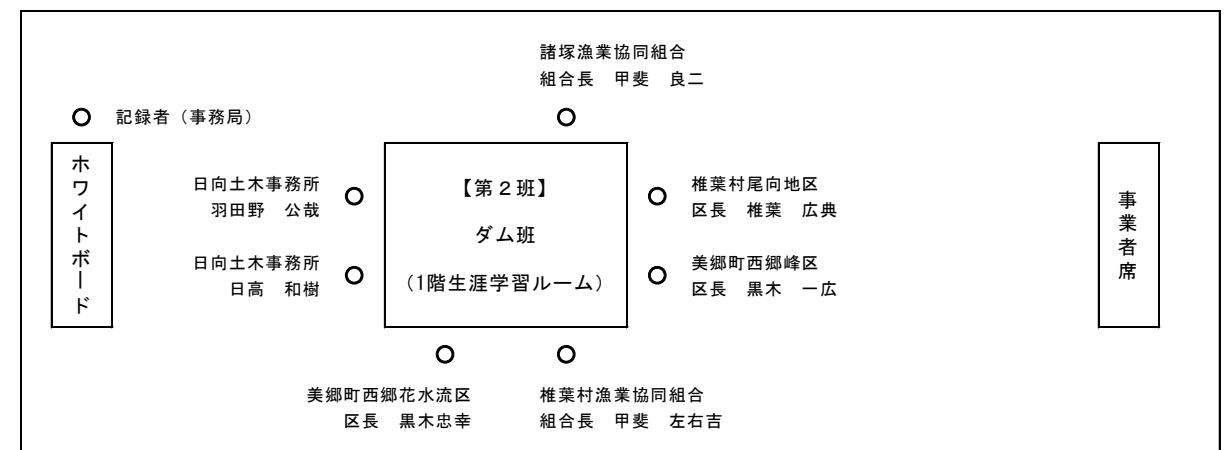 諸塚漁業協同組合
組合長　甲斐　良二
記録者（事務局）
ホワイトボード
日向土木事務所
羽田野　公哉
日向土木事務所
日高　和樹
【第２班】
ダム班
(1階生涯学習ルーム)
椎葉村尾向地区
区長　椎葉　広典
美郷町西郷峰区
区長　黒木　一広
事業者席
美郷町西郷花水流区
区長　黒木忠幸
椎葉村漁業協同組合
組合長　甲斐　左右吉